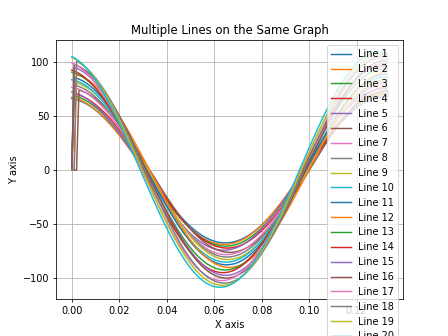 Multiple Lines on the Same Graph
Y axis
100
50
0
−50
−100
0.00
0.02
0.04
0.06
0.08
0.10
X axis
Line 1
Line 2
Line 3
Line 4
Line 5
Line 6
Line 7
Line 8
Line 9
Line 10
Line 11
Line 12
Line 13
Line 14
Line 15
Line 16
Line 17
Line 18
Line 19
Line 20